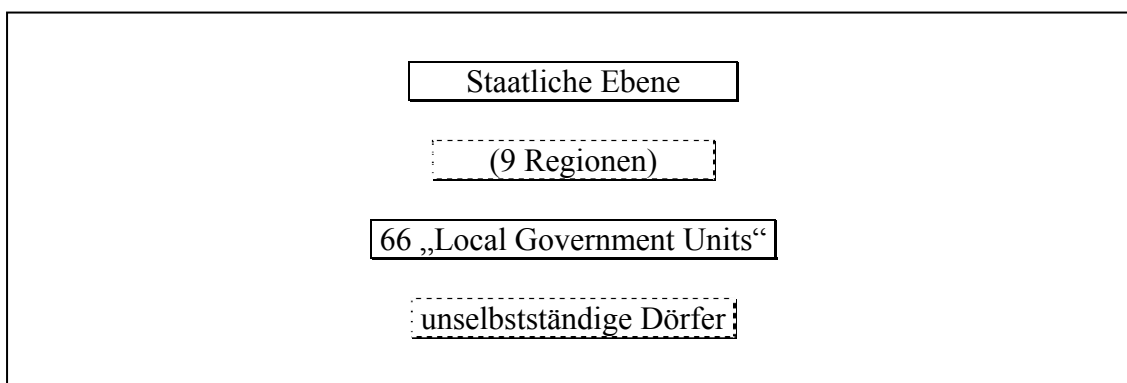 Staatliche Ebene
(9 Regionen)
66 „Local Government Units“
unselbstständige Dörfer